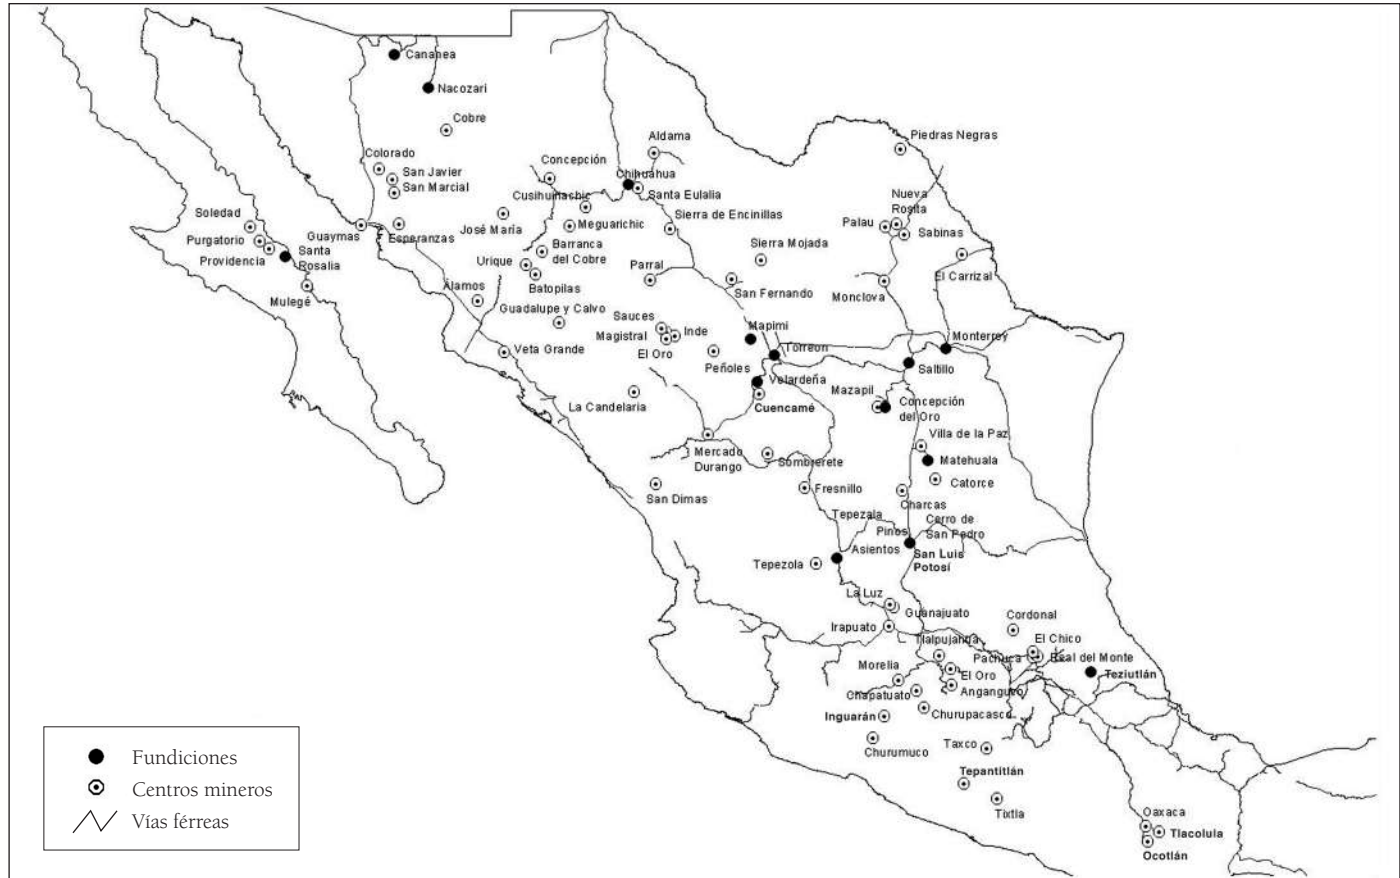 Cananea
Nacozari
Cobre
Colorado
San Javier
San Marcial
Soledad
Purgatorio
Providencia
Santa
Rosalia
Mulegé
Guaymas
Esperanzas
Álamos
Concepción
Cusihuiriachic
José María
Meguarichic
Urique
Barranca
del Cobre
Batopilas
Guadalupe y Calvo
Veta Grande
Aldama
Chihuahua
Santa Eulalia
Sierra de Encinillas
Parral
Sierra Mojada
San Fernando
Sauces
Magistral
Inde
El Oro
Peñoles
Mapimi
Torreón
Velardeña
Cuencamé
La Candelaria
Mercado
Durango
San Dimas
Sombrerete
Fresnillo
Piedras Negras
Nueva
Rosita
Palau
Sabinas
El Carrizal
Monclova
Monterrey
Saltillo
Mazapil
Concepción
del Oro
Villa de la Paz
Matehuala
Catorce
Charcas
Tepezala
Pinos
Cerro de
San Pedro
Asientos
San Luis
Potosí
Tepezola
La Luz
Guanajuato
Irapuato
Cordonal
El Chico
Tlalpujahua
Pachuca
Real del Monte
Teziutlán
Morelia
El Oro
Chapatuato
Angangueo
Inguarán
Churupacasco
Churumuco
Taxco
Tepantitlán
Tixtla
Oaxaca
Tlacolula
Ocotlán
Fundiciones
Centros mineros
Vías férreas